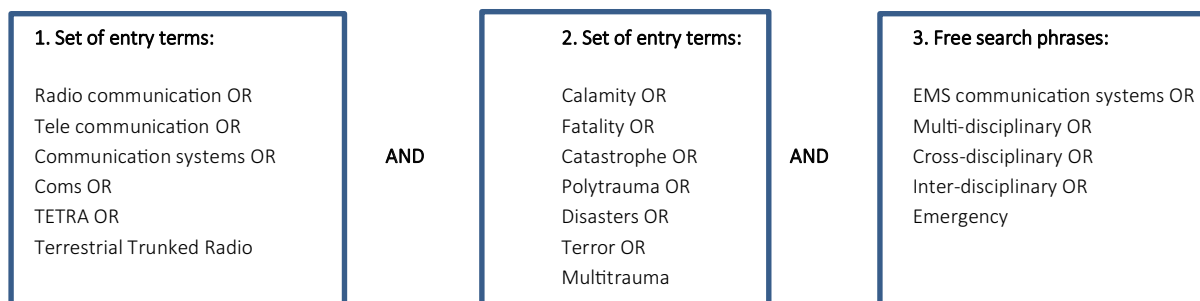 1. Set of entry terms:
Radio communication OR
Tele communication OR
Communication systems OR
Coms OR
TETRA OR
Terrestrial Trunked Radio
AND
2. Set of entry terms:
Calamity OR
Fatality OR
Catastrophe OR
Polytrauma OR
Disasters OR
Terror OR
Multitrauma
AND
3. Free search phrases:
EMS communication systems OR
Multi-disciplinary OR
Cross-disciplinary OR
Inter-disciplinary OR
Emergency